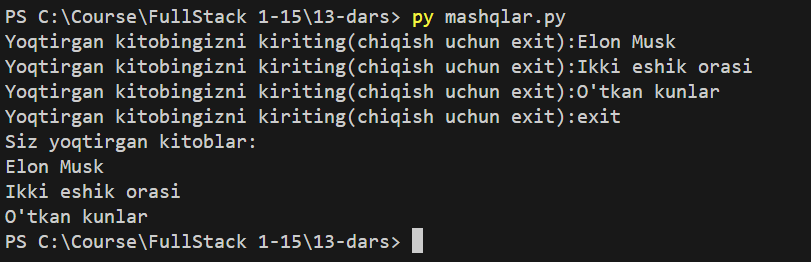 PS C:\Course\FullStack 1-15\13-dars> py mashqlar.py
Yoqtirgan kitobingizni kiriting(chiqish uchun exit):Elon Musk
Yoqtirgan kitobingizni kiriting(chiqish uchun exit):Ikki eshik orasi
Yoqtirgan kitobingizni kiriting(chiqish uchun exit):O'tkan kunlar
Yoqtirgan kitobingizni kiriting(chiqish uchun exit):exit
Siz yoqtirgan kitoblar:
Elon Musk
Ikki eshik orasi
O'tkan kunlar
PS C:\Course\FullStack 1-15\13-dars>